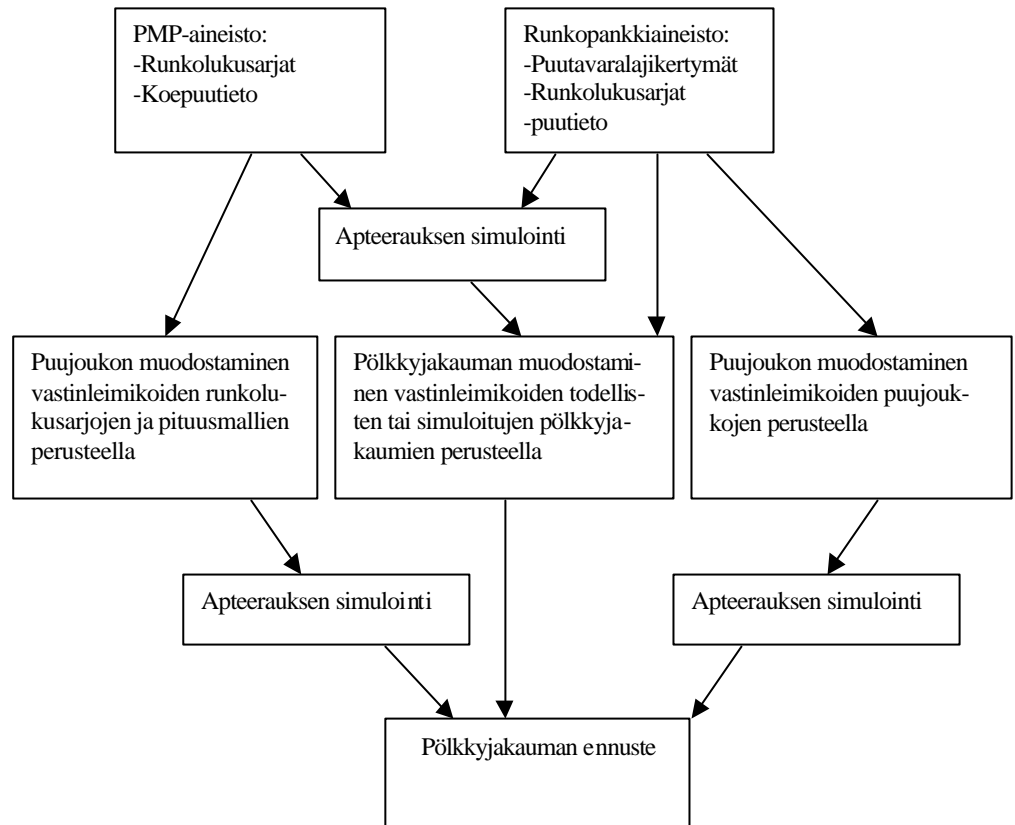 PMP-aineisto:
-Runkolukusarjat
-Koepuutieto
Runkopankkiaineisto:
-Puutavaralajikertymät
-Runkolukusarjat
-puutieto
Apteerauksen simulointi
Puujoukon muodostaminen
vastinleimikoiden runkolu-
kusarjojen ja pituusmallien
perusteella
Pölkkyjakauman muodostami-
nen vastinleimikoiden todellis-
ten tai simuloitujen pölkkyja-
kaumien perusteella
Puujoukon muodostaminen
vastinleimikoiden puujouk-
kojen perusteella
Apteerauksen simulointi
Apteerauksen simulointi
Pölkkyjakauman ennuste